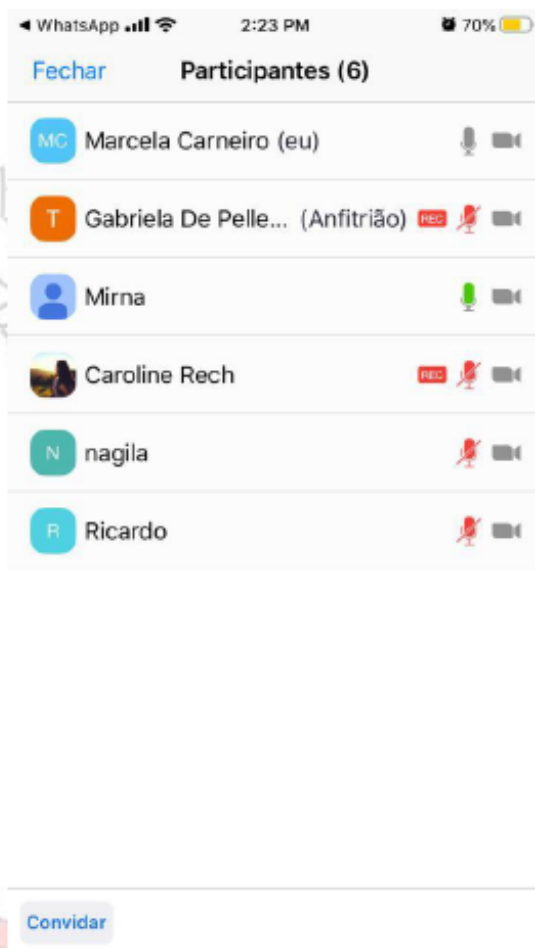 WhatsApp 2:23 PM 70%
Fechar Participantes (6)
MC Marcela Carneiro (eu)
T Gabriela De Pelle... (Anfitrião) REC
Mirna
Caroline Rech REC
N nagila
R Ricardo
Convidar